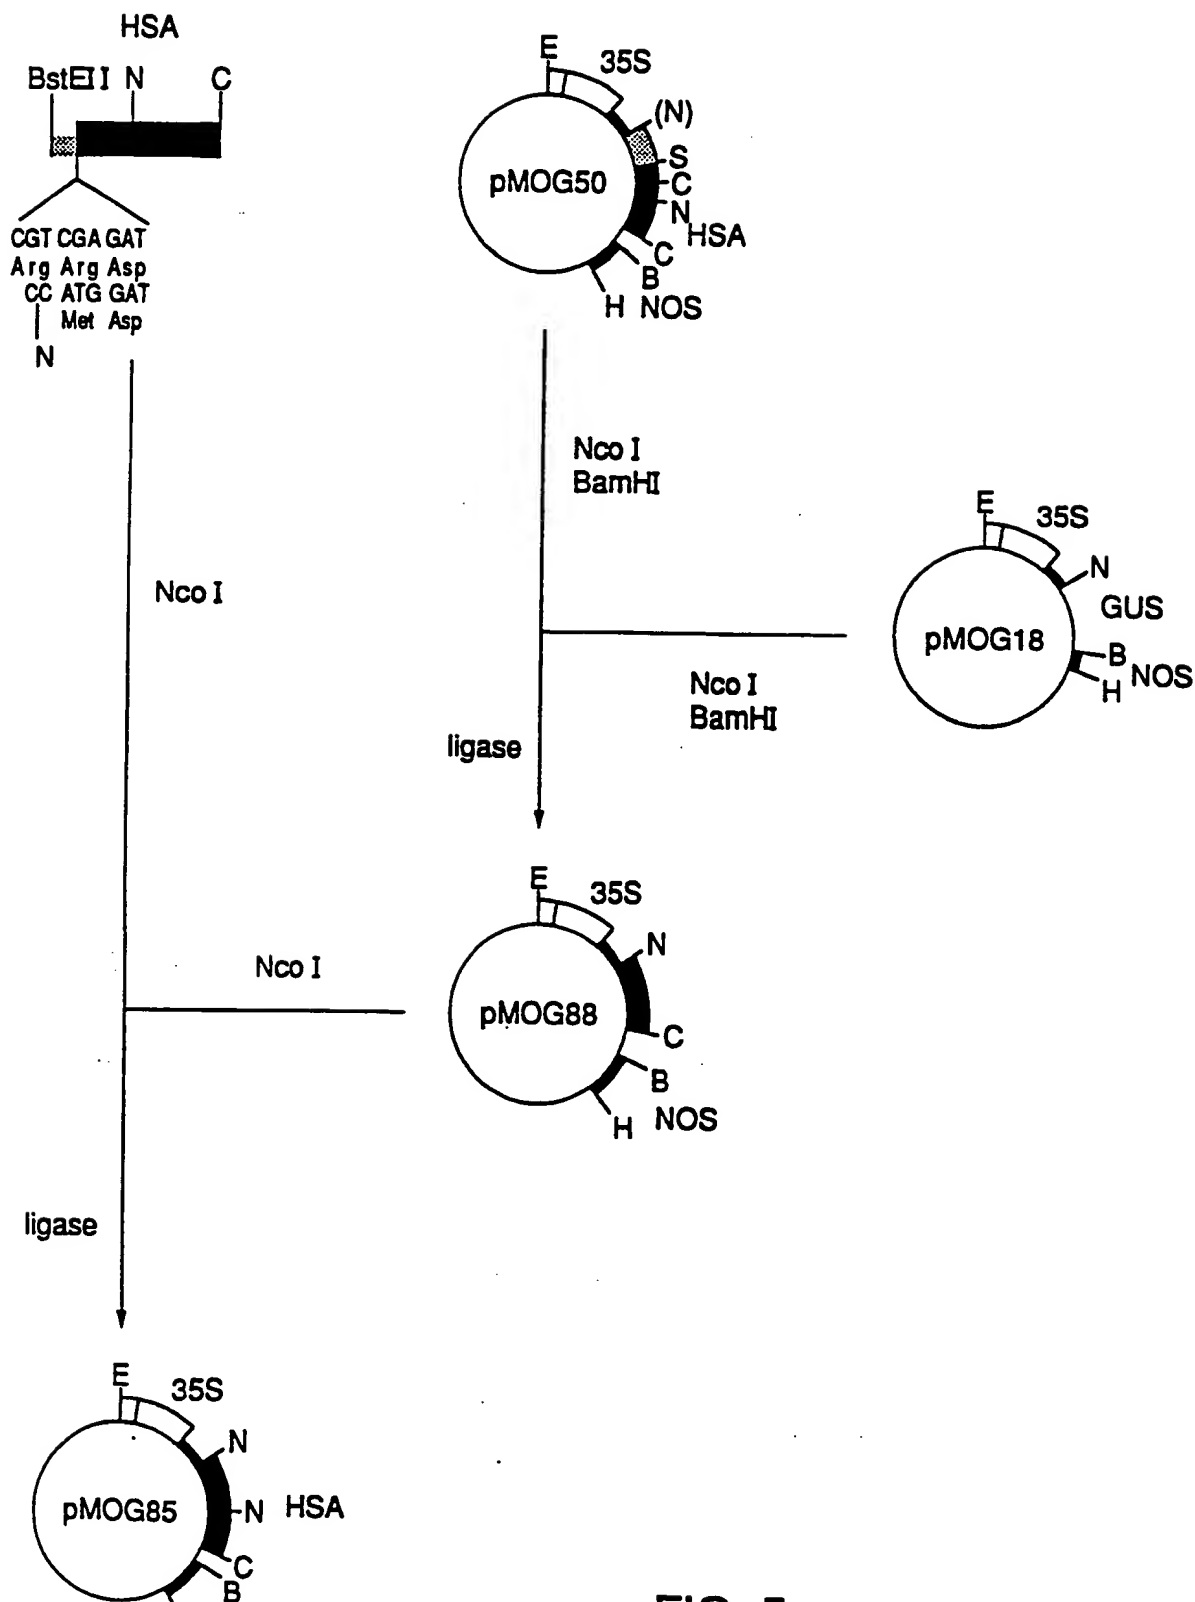 HSA
BstEII N C
CGT CGA GAT
Arg Arg Asp
CC ATG GAT
Met Asp
N
E
35S
(N)
S
C
N
HSA
C
B
H NOS
pMOG50
Nco I
BamHI
Nco I
E
35S
N
GUS
pMOG18
B
NOS
H
Nco I
BamHI
ligase
E
35S
N
pMOG88
C
B
NOS
H
Nco I
ligase
E
35S
N
pMOG85
N HSA
C
B